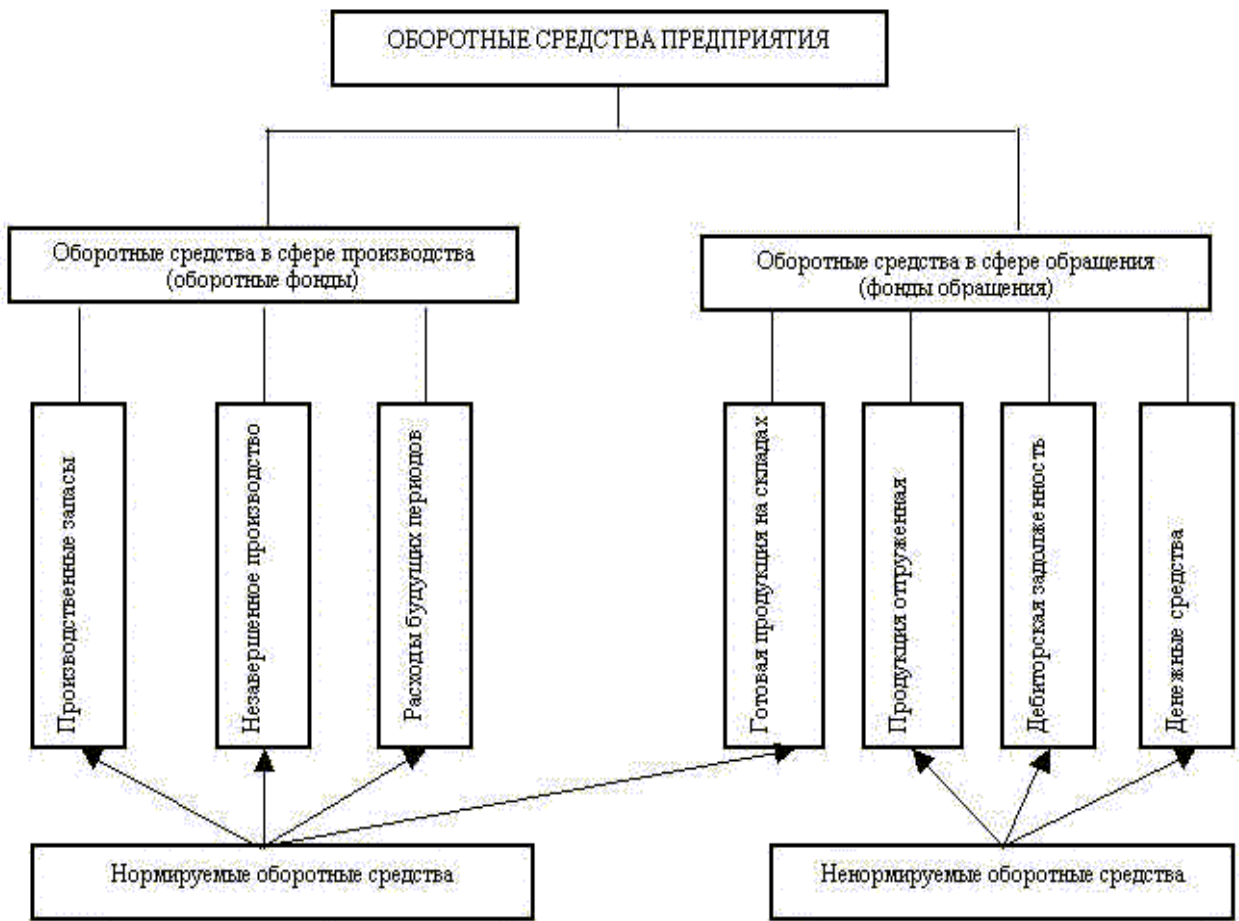 ОБОРОТНЫЕ СРЕДСТВА ПРЕДПРИЯТИЯ
Оборотные средства в сфере производства
(оборотные фонды)
Оборотные средства в сфере обращения
(фонды обращения)
Производственные запасы
Незавершенное производство
Расходы будущих периодов
Готовая продукция на складах
Продукция отгруженная
Дебиторская задолженность
Денежные средства
Нормируемые оборотные средства
Ненормируемые оборотные средства